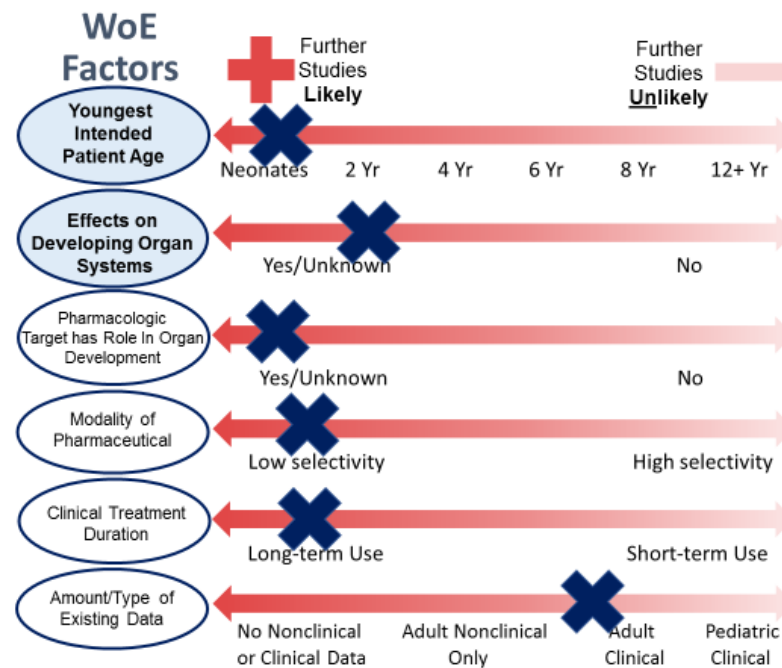 WoE
Factors
Further
Studies
Likely
Further
Studies
Unlikely
Youngest
Intended
Patient Age
Neonates 2 Yr 4 Yr 6 Yr 8 Yr 12+ Yr
Effects on
Developing Organ
Systems
Yes/Unknown No
Pharmacologic
Target has Role In Organ
Development
Yes/Unknown No
Modality of
Pharmaceutical
Low selectivity High selectivity
Clinical Treatment
Duration
Long-term Use Short-term Use
Amount/Type of
Existing Data
No Nonclinical
or Clinical Data
Adult Nonclinical
Only
Adult
Clinical
Pediatric
Clinical